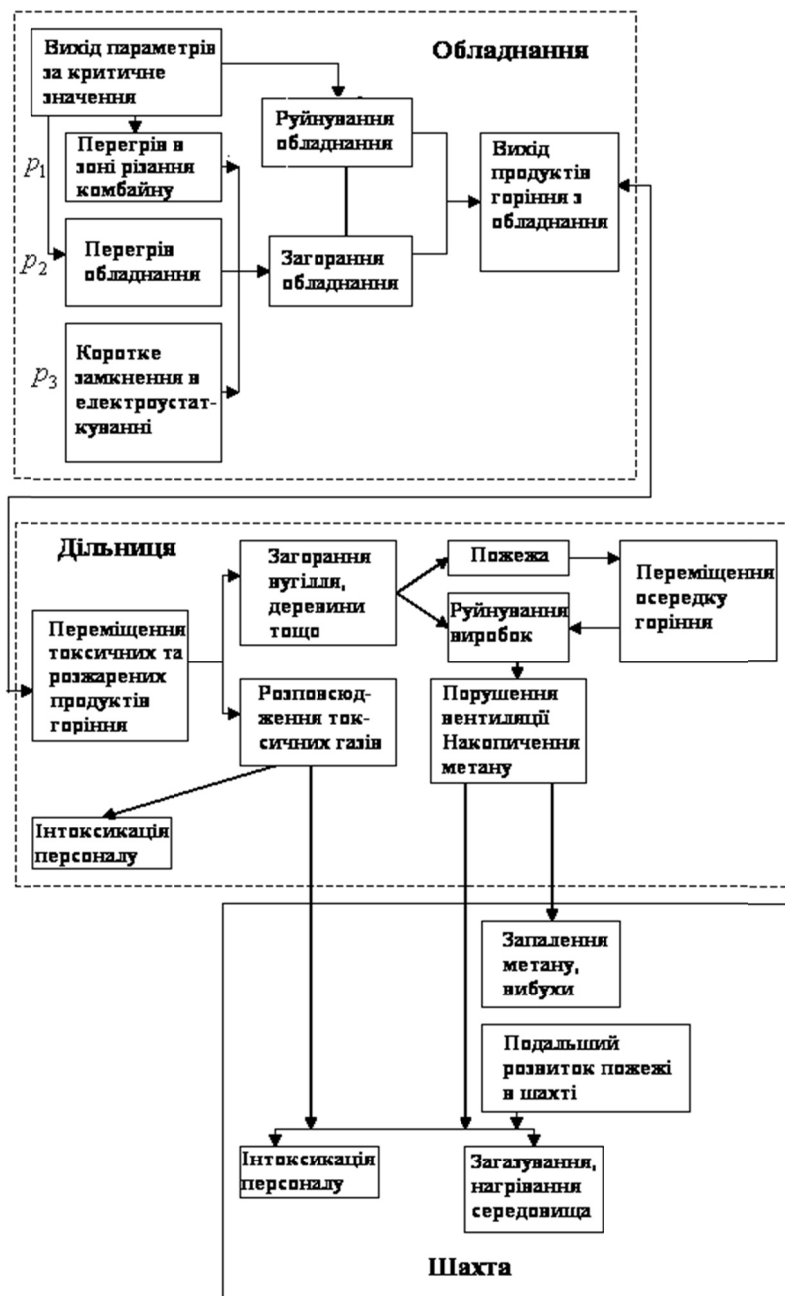 Обладнання
Вихід параметрів
за критичне
значення
Руйнування
обладнання
Вихід
продуктів
горіння з
обладнання
p1
Перегрів в
зоні різання
комбайну
p2
Перегрів
обладнання
Загорання
обладнання
p3
Коротке
замкнення в
електроустат-
куванні
Дільниця
Загорання
вугілля,
деревини
тощо
Пожежа
Переміщення
осередку
горіння
Руйнування
виробок
Переміщення
токсичних та
розжарених
продуктів
горіння
Розповсюд-
ження ток-
сичних газів
Порушення
вентиляції
Накопичення
метану
Інтоксикація
персоналу
Запалення
метану,
вибухи
Подальший
розвиток пожежі
в шахті
Інтоксикація
персоналу
Загазування,
нагрівання
середовища
Шахта